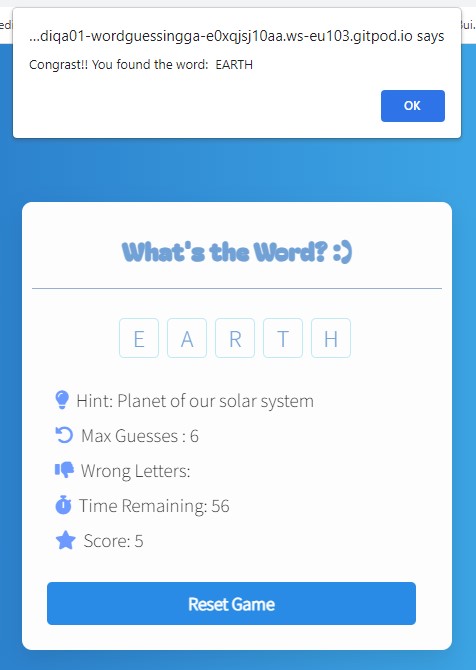 ...diqa01-wordguessingga-e0xqjsj10aa.ws-eu103.gitpod.io says
Congrast!! You found the word: EARTH
OK
What's the Word? :)
E A R T H
Hint: Planet of our solar system
Max Guesses : 6
Wrong Letters:
Time Remaining: 56
Score: 5
Reset Game